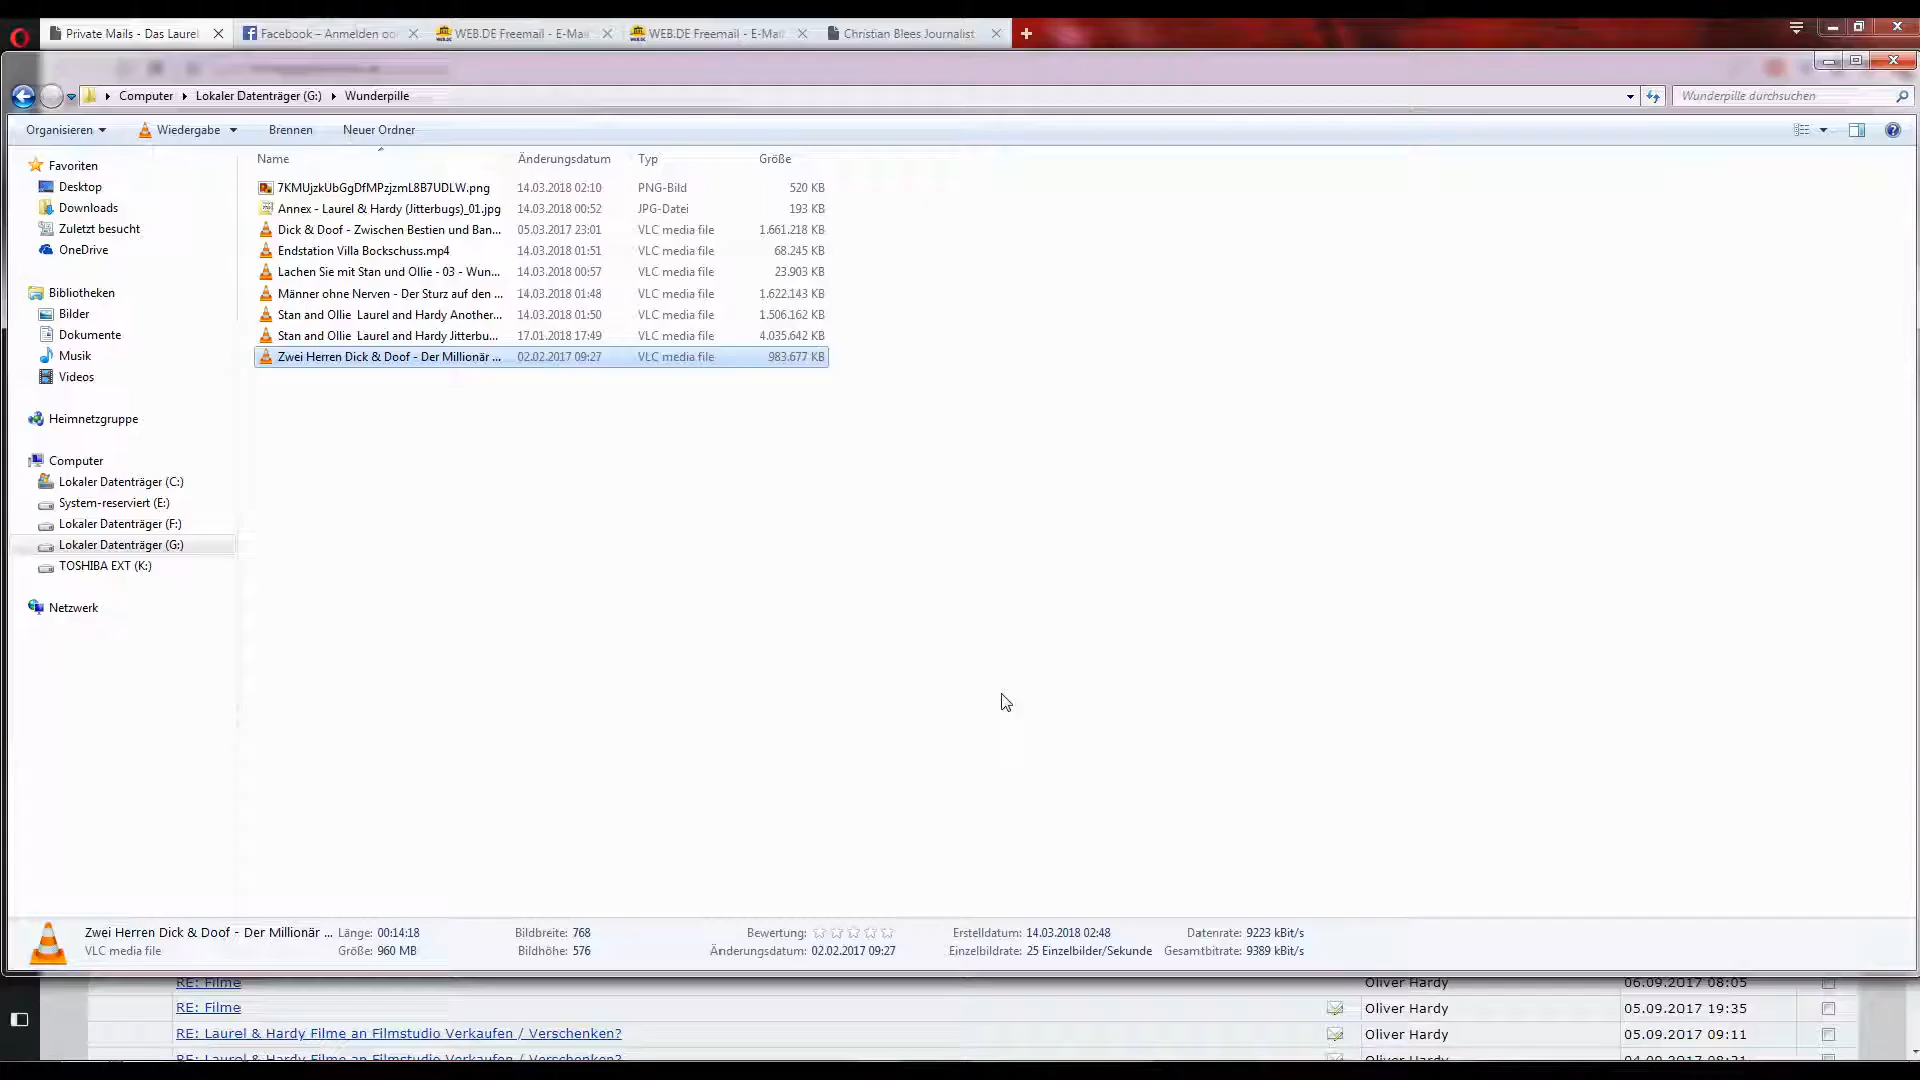 Private Mails - Das Laurel
Facebook – Anmelden oo
WEB.DE Freemail - E-Mai
WEB.DE Freemail - E-Mai
Christian Blees Journalist
Computer
Lokaler Datenträger (G:)
Wunderpille
Wunderpille durchsuchen
Organisieren
Wiedergabe
Brennen
Neuer Ordner
Name Änderungsdatum Typ Größe
7KMUjzkUbGgDfMPzjzmL8B7UDLW.png 14.03.2018 02:10 PNG-Bild 520 KB
Annex - Laurel & Hardy (Jitterbugs)_01.jpg 14.03.2018 00:52 JPG-Datei 193 KB
Dick & Doof - Zwischen Bestien und Ban... 05.03.2017 23:01 VLC media file 1.661.218 KB
Endstation Villa Bockschuss.mp4 14.03.2018 01:51 VLC media file 68.245 KB
Lachen Sie mit Stan und Ollie - 03 - Wun... 14.03.2018 00:57 VLC media file 23.903 KB
Männer ohne Nerven - Der Sturz auf den ... 14.03.2018 01:48 VLC media file 1.622.143 KB
Stan and Ollie Laurel and Hardy Another... 14.03.2018 01:50 VLC media file 1.506.162 KB
Stan and Ollie Laurel and Hardy Jitterbu... 17.01.2018 17:49 VLC media file 4.035.642 KB
Zwei Herren Dick & Doof - Der Millionär ... 02.02.2017 09:27 VLC media file 983.677 KB
Favoriten
Desktop
Downloads
Zuletzt besucht
OneDrive
Bibliotheken
Bilder
Dokumente
Musik
Videos
Heimnetzgruppe
Computer
Lokaler Datenträger (C:)
System-reserviert (E:)
Lokaler Datenträger (F:)
Lokaler Datenträger (G:)
TOSHIBA EXT (K:)
Netzwerk
Zwei Herren Dick & Doof - Der Millionär ... Länge: 00:14:18 Bildbreite: 768 Bewertung: Erstelldatum: 14.03.2018 02:48 Datenrate: 9223 kBit/s
VLC media file Größe: 960 MB Bildhöhe: 576 Änderungsdatum: 02.02.2017 09:27 Einzelbildrate: 25 Einzelbilder/Sekunde Gesamtbitrate: 9389 kBit/s
RE: Filme Oliver Hardy 06.09.2017 08:05
RE: Filme Oliver Hardy 05.09.2017 19:35
RE: Laurel & Hardy Filme an Filmstudio Verkaufen / Verschenken? Oliver Hardy 05.09.2017 09:11
RE: Laurel & Hardy Filme an Filmstudio Verkaufen / Verschenken? Oliver Hardy 04.09.2017